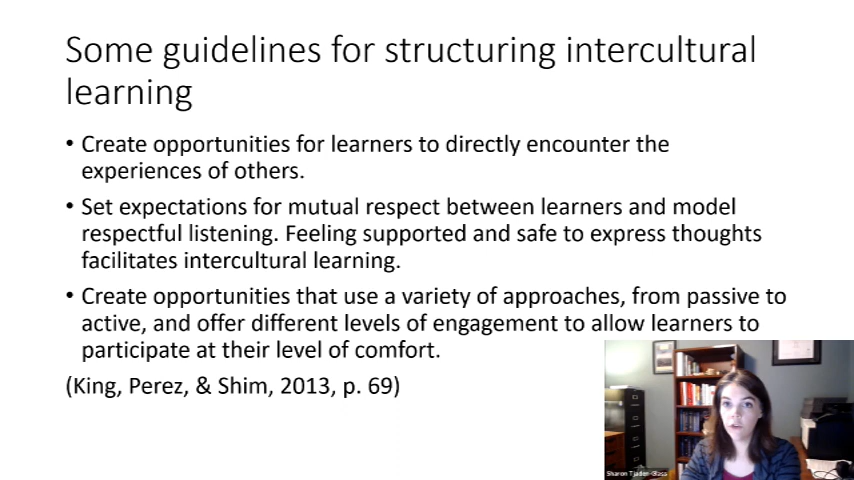 Some guidelines for structuring intercultural
learning
• Create opportunities for learners to directly encounter the
experiences of others.
• Set expectations for mutual respect between learners and model
respectful listening. Feeling supported and safe to express thoughts
facilitates intercultural learning.
• Create opportunities that use a variety of approaches, from passive to
active, and offer different levels of engagement to allow learners to
participate at their level of comfort.
(King, Perez, & Shim, 2013, p. 69)
Sharon Tjaden-Glass